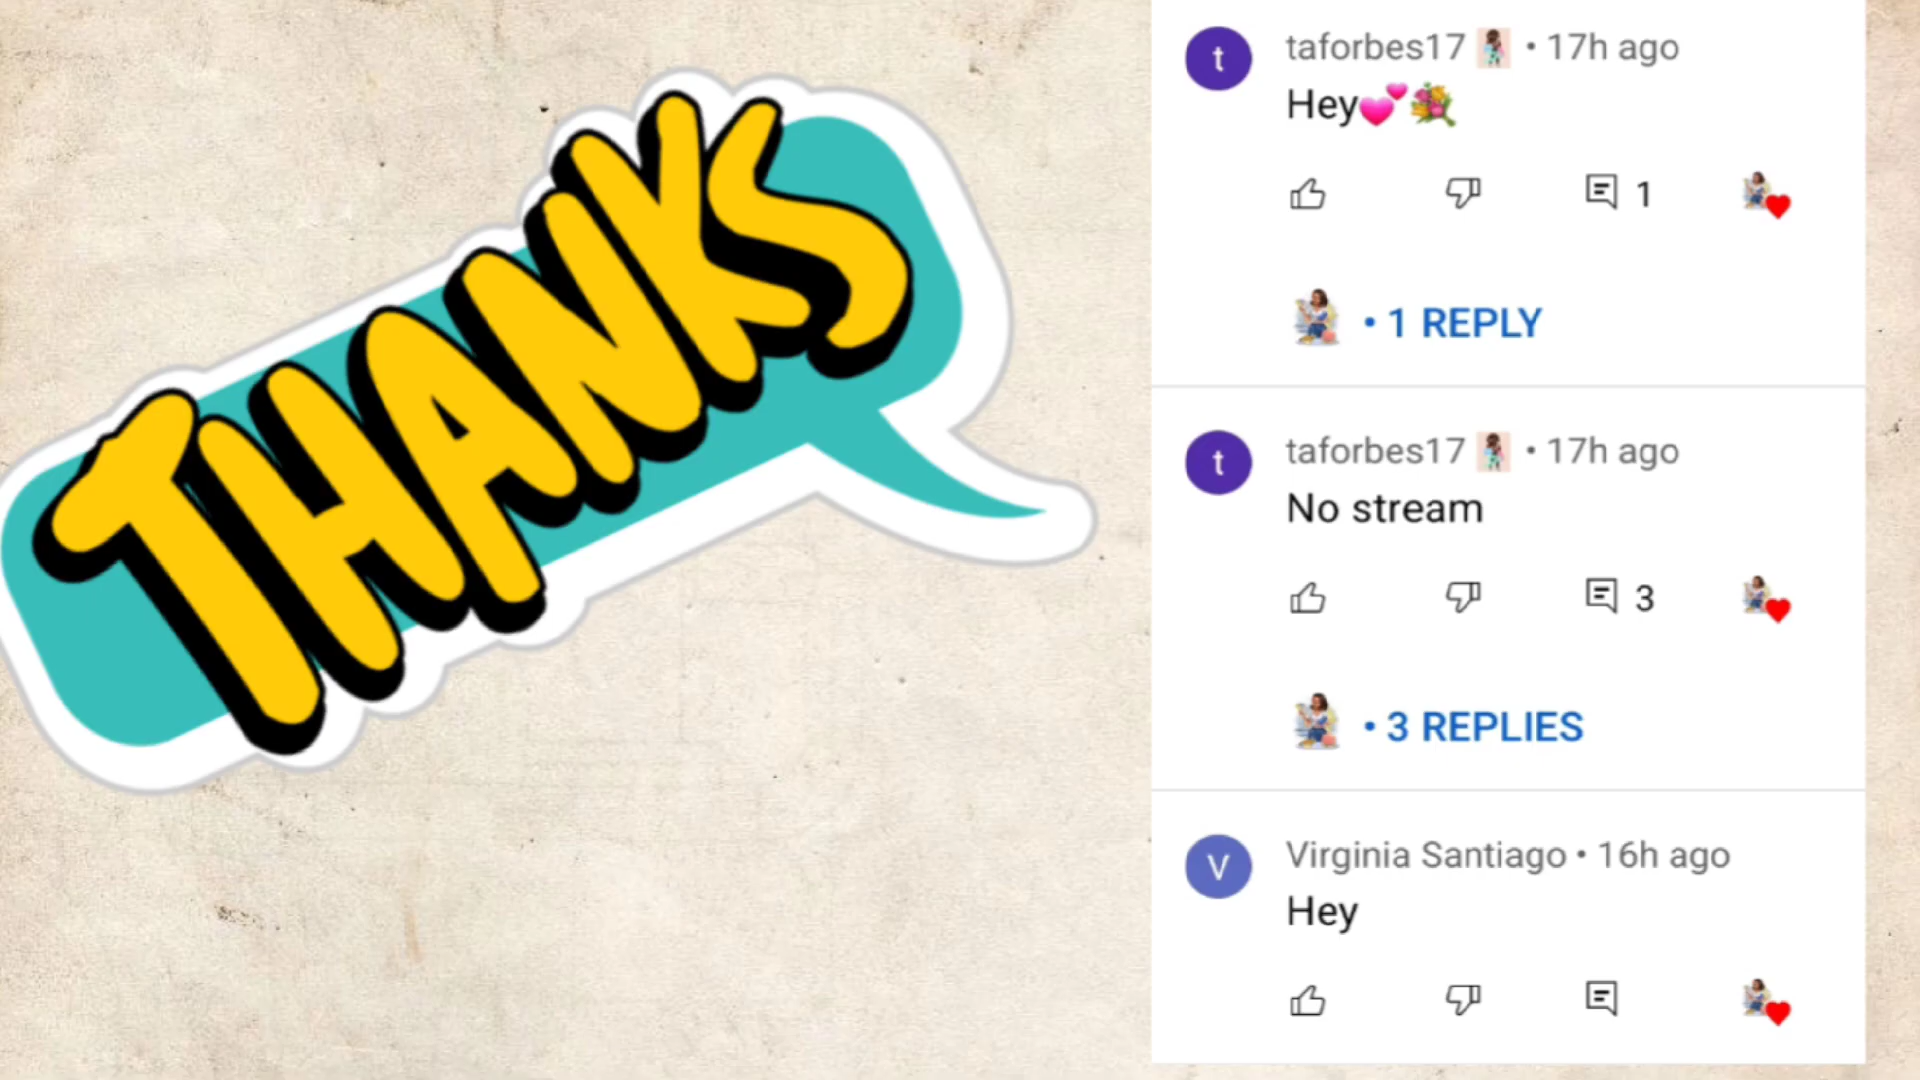 THANKS
t
taforbes17 • 17h ago
Hey💕💐
1
• 1 REPLY
t
taforbes17 • 17h ago
No stream
3
• 3 REPLIES
V
Virginia Santiago • 16h ago
Hey